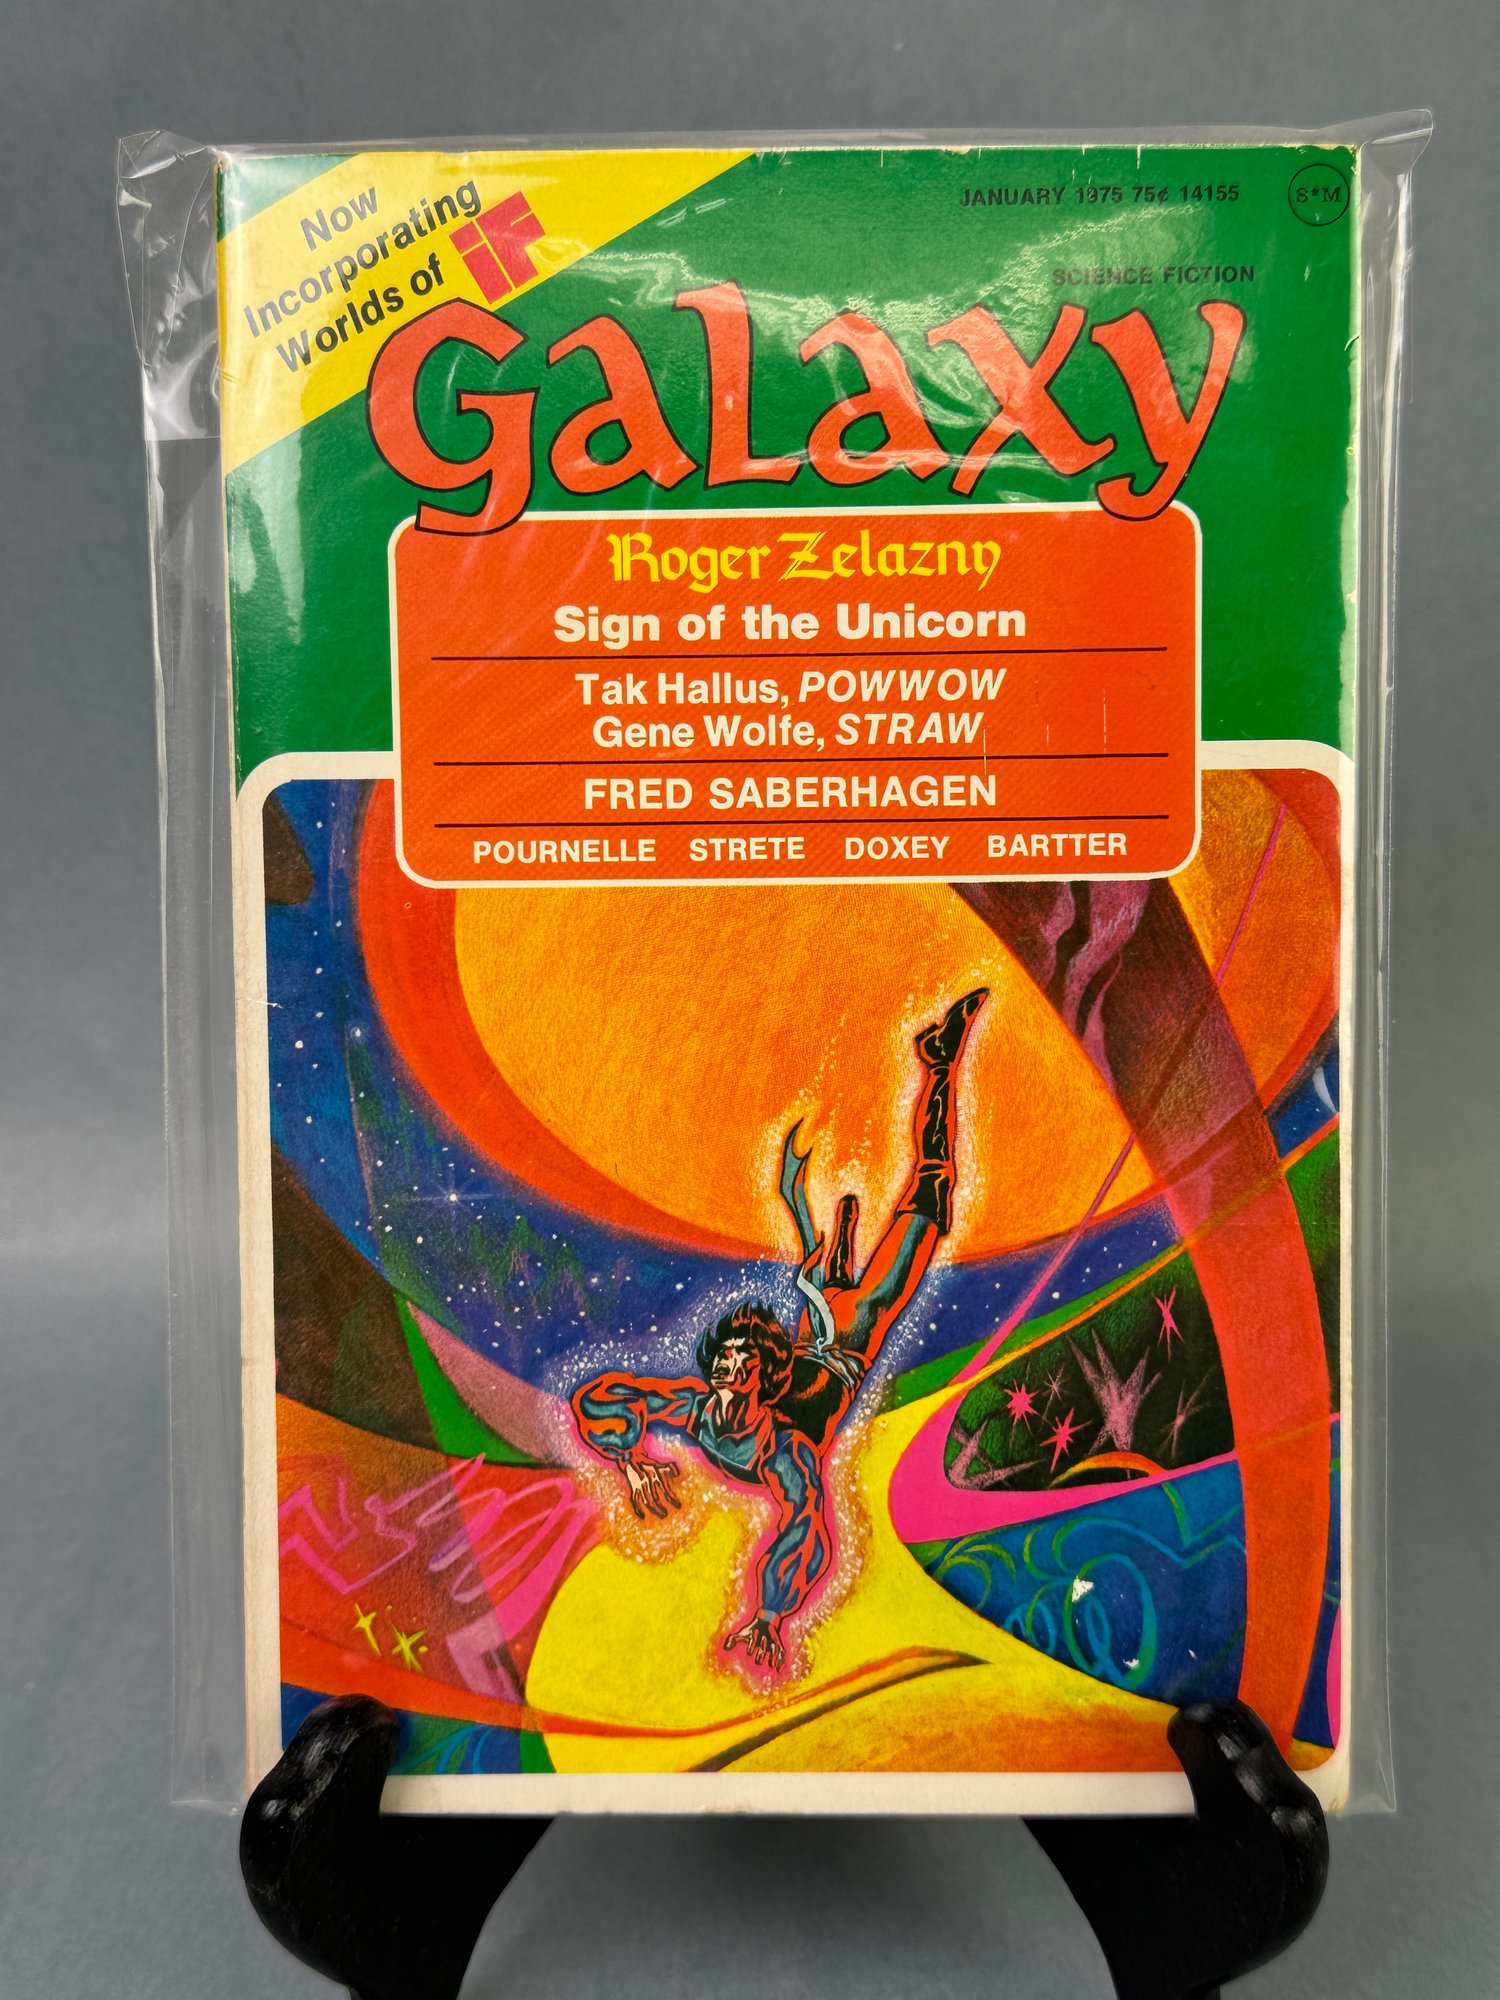 Now
Incorporating
Worlds of iF
JANUARY 1975 75¢ 14155
S*M
SCIENCE FICTION
Galaxy
Roger Zelazny
Sign of the Unicorn
Tak Hallus, POWWOW
Gene Wolfe, STRAW
FRED SABERHAGEN
POURNELLE STRETE DOXEY BARTTER